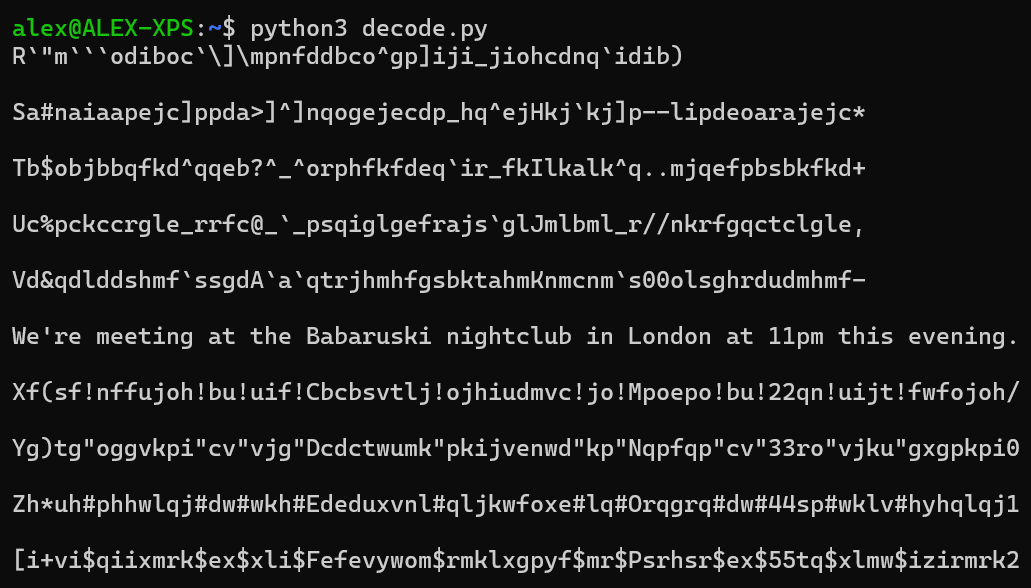 alex@ALEX-XPS:~$ python3 decode.py
R`"m```odiboc`\]\mpnfddbco^gp]iji_jiohcdnq`idib)
Sa#naiaapejc]ppda>]^]nqogejecdp_hq^ejHkj`kj]p--lipdeoarajejc*
Tb$objbbqfkd^qqeb?^_^orphfkfdeq`ir_fkIlkalk^q..mjqefpbsbkfkd+
Uc%pckccrgle_rrfc@_`_psqiglgefrajs`glJmlbml_r//nkrfgqctclgle,
Vd&qdlddshmf`ssgdA`a`qtrjhmhfgsbktahmKnmcnm`s00olsghrdudmhmf-
We're meeting at the Babaruski nightclub in London at 11pm this evening.
Xf(sf!nffujoh!bu!uif!Cbcbsvtlj!ojhiudmvc!jo!Mpoepo!bu!22qn!uijt!fwfojoh/
Yg)tg"oggvkpi"cv"vjg"Dcdctwumk"pkijvenwd"kp"Nqpfqp"cv"33ro"vjku"gxgpkpi0
Zh*uh#phhwlqj#dw#wkh#Ededuxvnl#qljkwfoxe#lq#Orqgrq#dw#44sp#wklv#hyhqlqj1
[i+vi$qiixmrk$ex$xli$Fefevywom$rmklxgpyf$mr$Psrhsr$ex$55tq$xlmw$izirmrk2